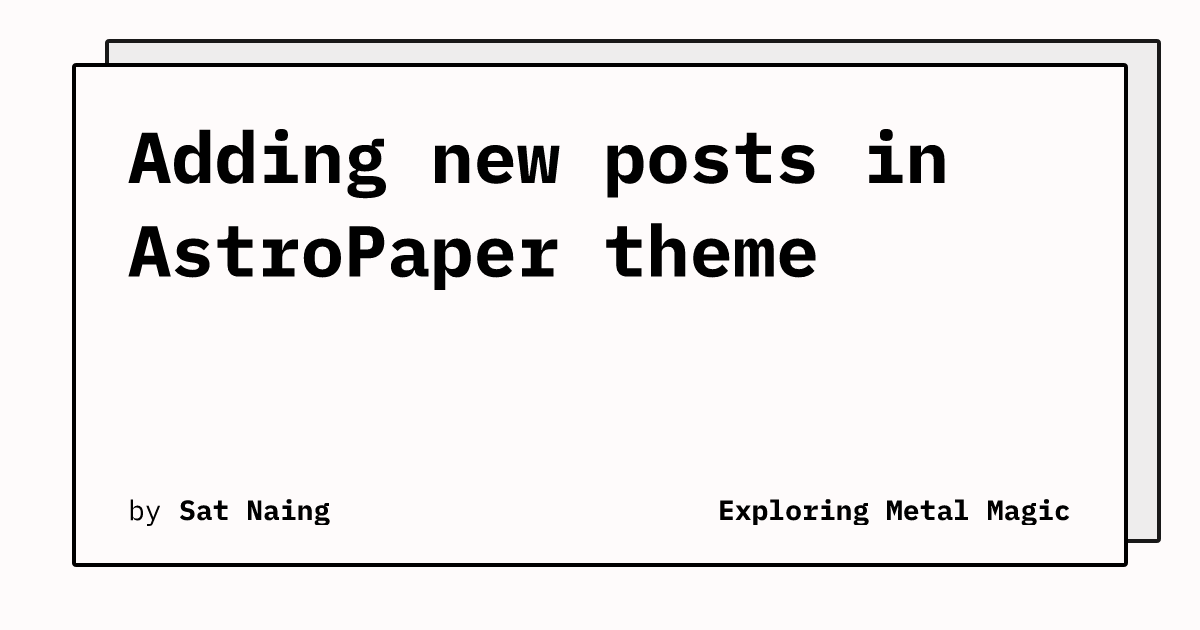 Adding new posts in
AstroPaper theme
by Sat Naing
Exploring Metal Magic